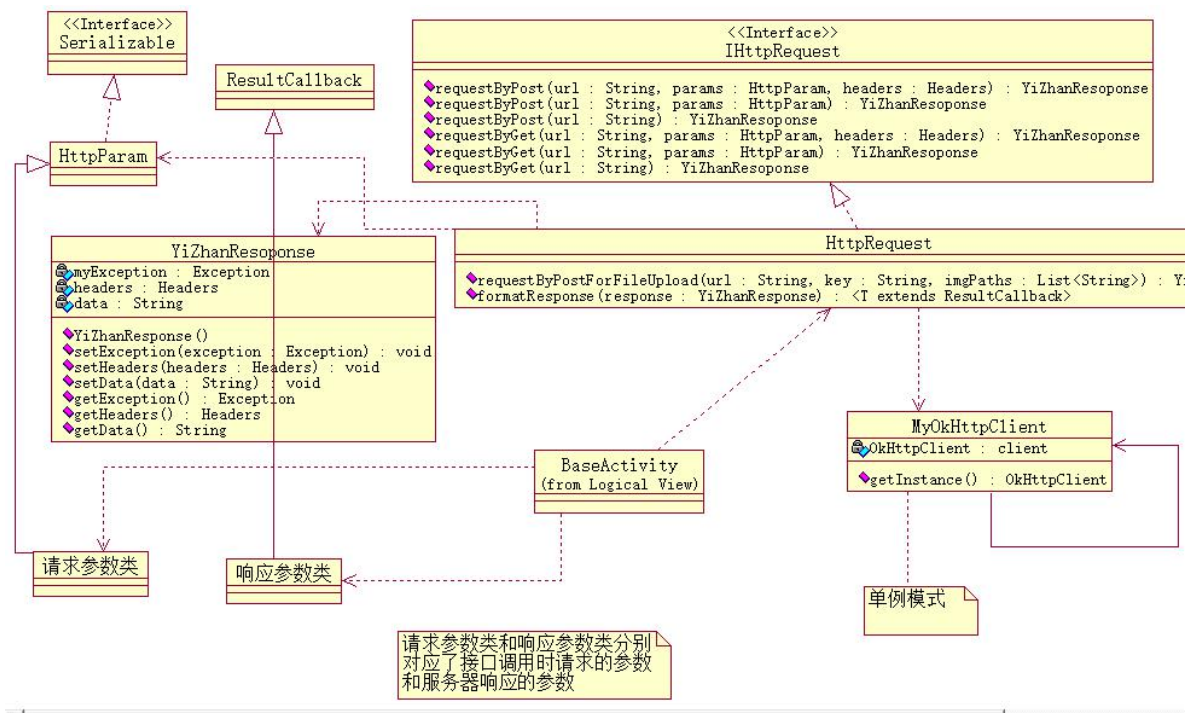 <<Interface>>
Serializable
<<Interface>>
IHttpRequest
requestByPost(url : String, params : HttpParam, headers : Headers) : YiZhanResoponse
requestByPost(url : String, params : HttpParam) : YiZhanResoponse
requestByPost(url : String) : YiZhanResoponse
requestByGet(url : String, params : HttpParam, headers : Headers) : YiZhanResoponse
requestByGet(url : String, params : HttpParam) : YiZhanResoponse
requestByGet(url : String) : YiZhanResoponse
ResultCallback
HttpParam
YiZhanResoponse
myException : Exception
headers : Headers
data : String
YiZhanResponse()
setException(exception : Exception) : void
setHeaders(headers : Headers) : void
setData(data : String) : void
getException() : Exception
getHeaders() : Headers
getData() : String
HttpRequest
requestByPostForFileUpload(url : String, key : String, imgPaths : List<String>) : Yi
formatResponse(response : YiZhanResponse) : <T extends ResultCallback>
MyOkHttpClient
OkHttpClient : client
getInstance() : OkHttpClient
BaseActivity
(from Logical View)
请求参数类
响应参数类
单例模式
请求参数类和响应参数类分别
对应了接口调用时请求的参数
和服务器响应的参数